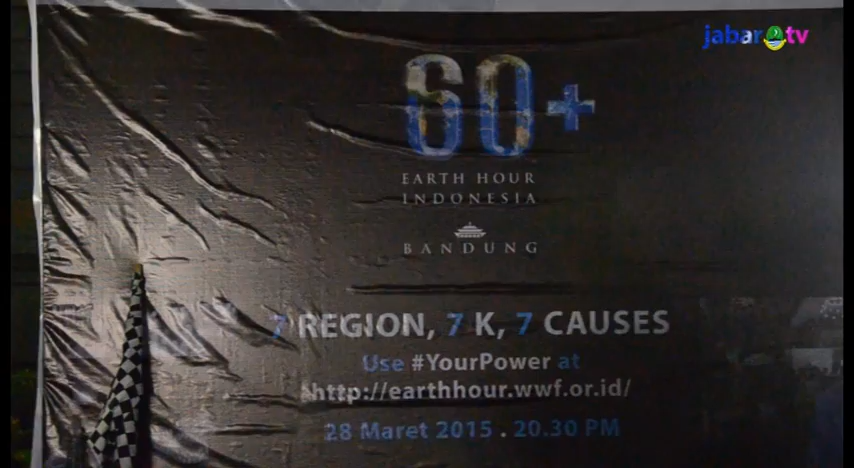 jabar tv
60+
EARTH HOUR
INDONESIA
BANDUNG
7 REGION, 7 K, 7 CAUSES
Use #YourPower at
http://earthhour.wwf.or.id/
28 Maret 2015 . 20.30 PM